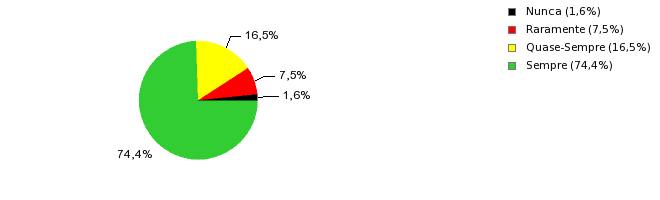 16,5%
7,5%
1,6%
74,4%
Nunca (1,6%)
Raramente (7,5%)
Quase-Sempre (16,5%)
Sempre (74,4%)